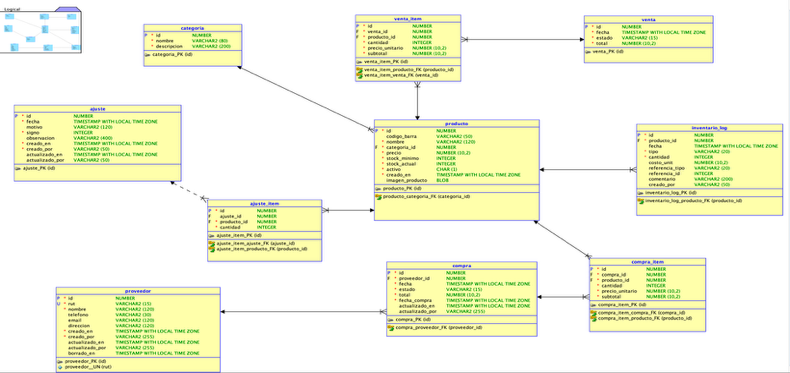 Logical
categoria
P * id NUMBER
* nombre VARCHAR2 (80)
descripcion VARCHAR2 (200)
categoria_PK (id)
venta_item
P * id NUMBER
F * venta_id NUMBER
F * producto_id NUMBER
* cantidad INTEGER
* precio_unitario NUMBER (10,2)
* subtotal NUMBER (10,2)
venta_item_PK (id)
venta_item_producto_FK (producto_id)
venta_item_venta_FK (venta_id)
venta
P * id NUMBER
* fecha TIMESTAMP WITH LOCAL TIME ZONE
* estado VARCHAR2 (15)
* total NUMBER (10,2)
venta_PK (id)
ajuste
P * id NUMBER
* fecha TIMESTAMP WITH LOCAL TIME ZONE
* motivo VARCHAR2 (120)
* signo INTEGER
observacion VARCHAR2 (400)
* creado_en TIMESTAMP WITH LOCAL TIME ZONE
* creado_por VARCHAR2 (50)
actualizado_en TIMESTAMP WITH LOCAL TIME ZONE
actualizado_por VARCHAR2 (50)
ajuste_PK (id)
producto
P * id NUMBER
codigo_barra VARCHAR2 (50)
* nombre VARCHAR2 (120)
F * categoria_id NUMBER
* precio NUMBER (10,2)
* stock_minimo INTEGER
* stock_actual INTEGER
* activo CHAR (1)
* creado_en TIMESTAMP WITH LOCAL TIME ZONE
imagen_producto BLOB
producto_PK (id)
producto_categoria_FK (categoria_id)
inventario_log
P * id NUMBER
F * producto_id NUMBER
* fecha TIMESTAMP WITH LOCAL TIME ZONE
* tipo VARCHAR2 (20)
* cantidad INTEGER
costo_unit NUMBER (10,2)
referencia_tipo VARCHAR2 (20)
referencia_id INTEGER
comentario VARCHAR2 (200)
creado_por VARCHAR2 (50)
inventario_log_PK (id)
inventario_log_producto_FK (producto_id)
ajuste_item
P * id NUMBER
F ajuste_id NUMBER
F * producto_id NUMBER
* cantidad INTEGER
ajuste_item_PK (id)
ajuste_item_ajuste_FK (ajuste_id)
ajuste_item_producto_FK (producto_id)
compra
P * id NUMBER
F * proveedor_id NUMBER
* fecha TIMESTAMP WITH LOCAL TIME ZONE
* estado VARCHAR2 (15)
* total NUMBER (10,2)
* fecha_compra TIMESTAMP WITH LOCAL TIME ZONE
actualizado_en TIMESTAMP WITH LOCAL TIME ZONE
actualizado_por VARCHAR2 (255)
compra_PK (id)
compra_proveedor_FK (proveedor_id)
compra_item
P * id NUMBER
F * compra_id NUMBER
F * producto_id NUMBER
* cantidad INTEGER
* precio_unitario NUMBER (10,2)
* subtotal NUMBER (10,2)
compra_item_PK (id)
compra_item_compra_FK (compra_id)
compra_item_producto_FK (producto_id)
proveedor
P * id NUMBER
U * rut VARCHAR2 (15)
* nombre VARCHAR2 (120)
telefono VARCHAR2 (30)
email VARCHAR2 (120)
direccion VARCHAR2 (120)
* creado_en TIMESTAMP WITH LOCAL TIME ZONE
* creado_por VARCHAR2 (255)
actualizado_en TIMESTAMP WITH LOCAL TIME ZONE
actualizado_por VARCHAR2 (255)
borrado_en TIMESTAMP WITH LOCAL TIME ZONE
proveedor_PK (id)
proveedor__UN (rut)